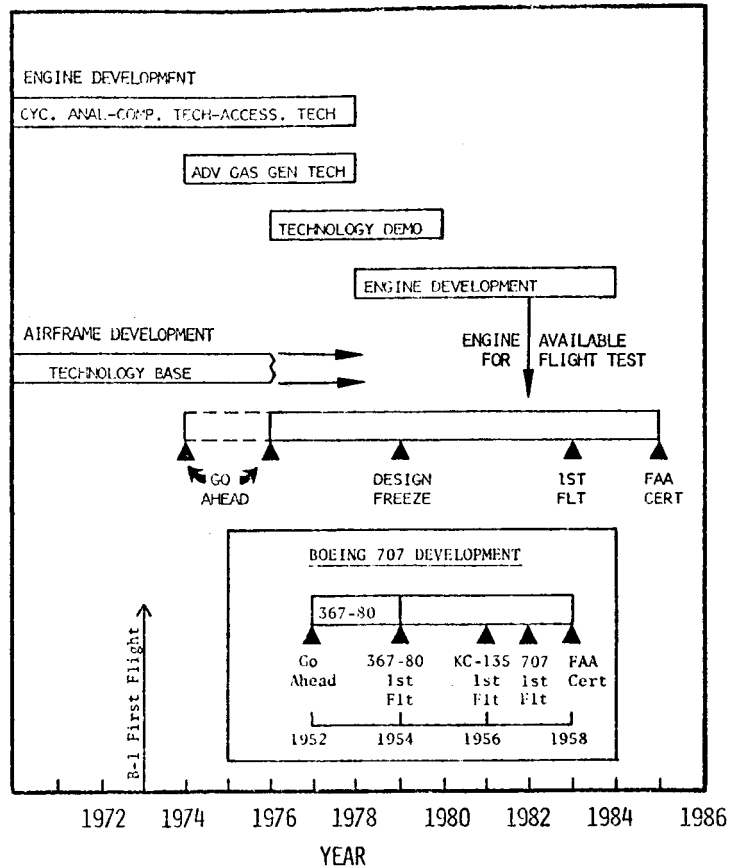 ENGINE DEVELOPMENT
CYC. ANAL-COMP. TECH-ACCESS. TECH
ADV GAS GEN TECH
TECHNOLOGY DEMO
ENGINE DEVELOPMENT
AIRFRAME DEVELOPMENT
TECHNOLOGY BASE
ENGINE AVAILABLE
FOR FLIGHT TEST
GO
AHEAD
DESIGN
FREEZE
1ST
FLT
FAA
CERT
B-1 First Flight
BOEING 707 DEVELOPMENT
367-80
Go
Ahead
367-80
1st
Flt
KC-135
1st
Flt
707
1st
Flt
FAA
Cert
1952 1954 1956 1958
1972 1974 1976 1978 1980 1982 1984 1986
YEAR